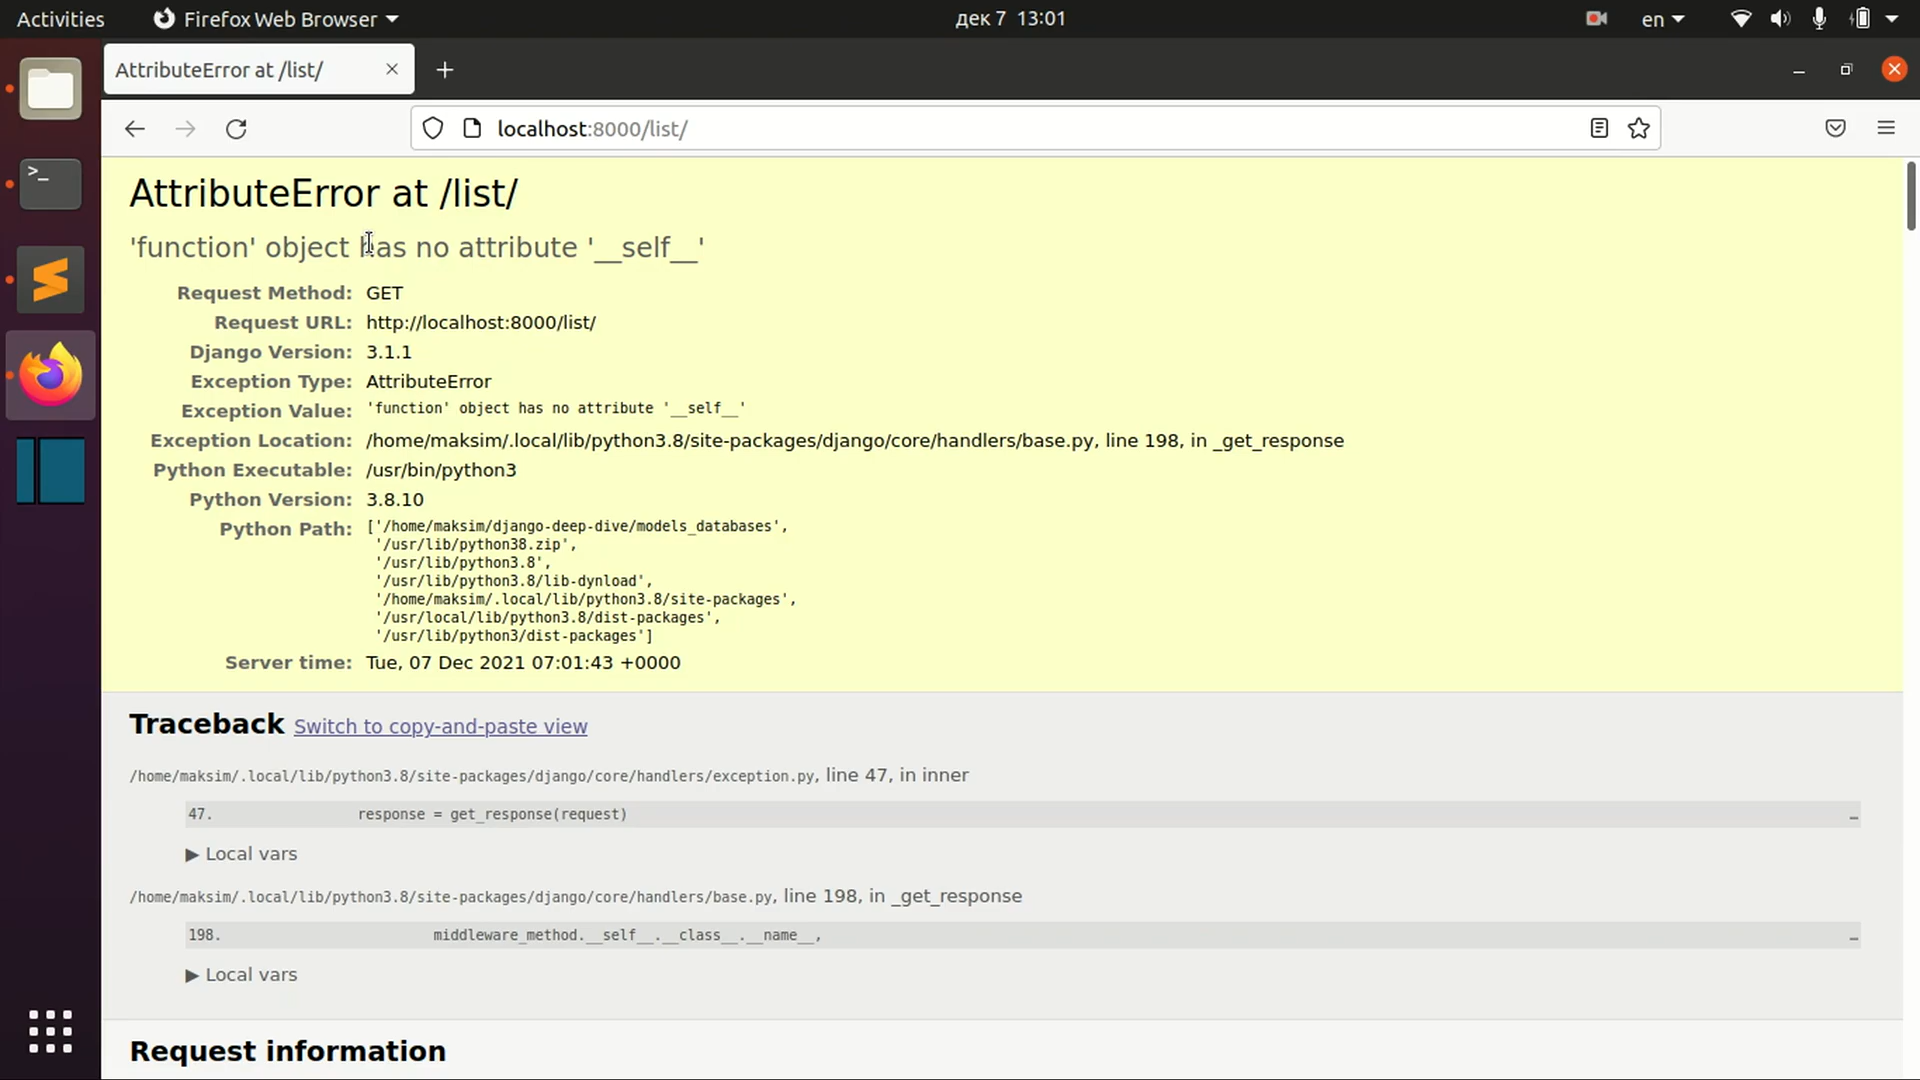 Activities Firefox Web Browser дек 7 13:01 en
AttributeError at /list/
localhost:8000/list/
AttributeError at /list/
'function' object has no attribute '__self__'
Request Method: GET
Request URL: http://localhost:8000/list/
Django Version: 3.1.1
Exception Type: AttributeError
Exception Value: 'function' object has no attribute '__self__'
Exception Location: /home/maksim/.local/lib/python3.8/site-packages/django/core/handlers/base.py, line 198, in _get_response
Python Executable: /usr/bin/python3
Python Version: 3.8.10
Python Path: ['/home/maksim/django-deep-dive/models_databases',
'/usr/lib/python38.zip',
'/usr/lib/python3.8',
'/usr/lib/python3.8/lib-dynload',
'/home/maksim/.local/lib/python3.8/site-packages',
'/usr/local/lib/python3.8/dist-packages',
'/usr/lib/python3/dist-packages']
Server time: Tue, 07 Dec 2021 07:01:43 +0000
Traceback Switch to copy-and-paste view
/home/maksim/.local/lib/python3.8/site-packages/django/core/handlers/exception.py, line 47, in inner
47. response = get_response(request)
▶ Local vars
/home/maksim/.local/lib/python3.8/site-packages/django/core/handlers/base.py, line 198, in _get_response
198. middleware_method.__self__.__class__.__name__,
▶ Local vars
Request information